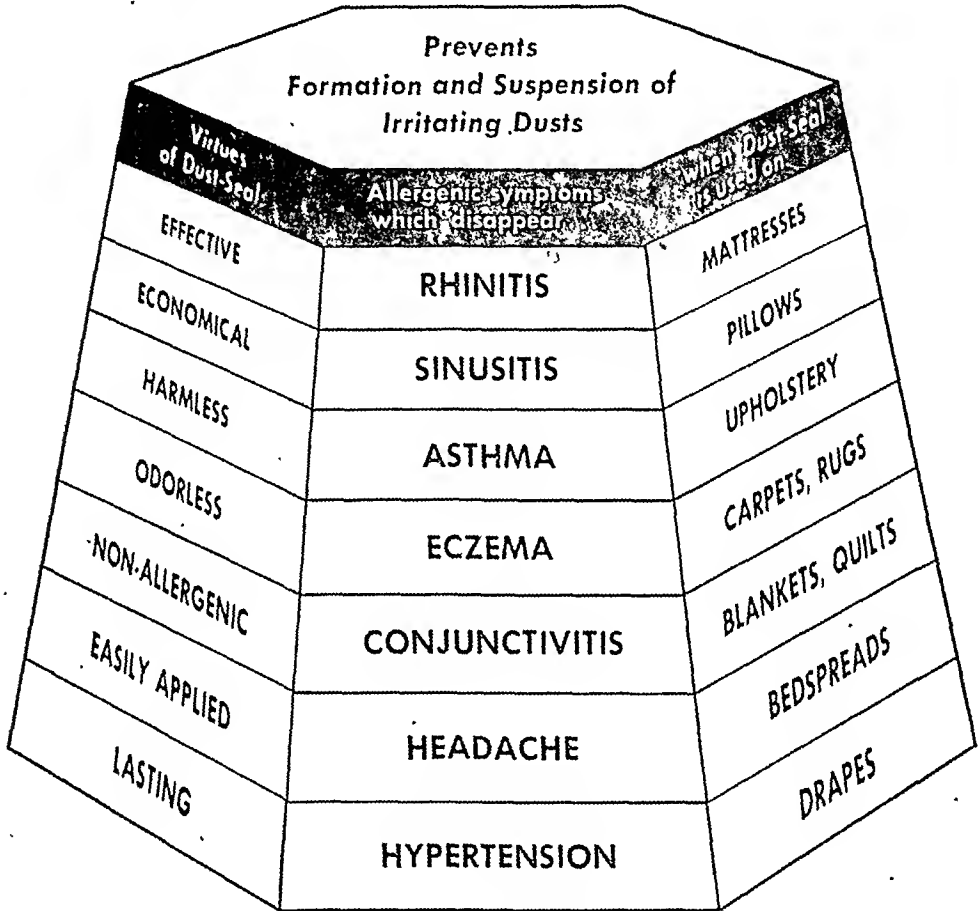 Prevents
Formation and Suspension of
Irritating Dusts
Virtues
of Dust-Seal
EFFECTIVE
ECONOMICAL
HARMLESS
ODORLESS
NON-ALLERGENIC
EASILY APPLIED
LASTING
Allergenic symptoms
which disappear
RHINITIS
SINUSITIS
ASTHMA
ECZEMA
CONJUNCTIVITIS
HEADACHE
HYPERTENSION
when Dust-Seal
is used on
MATTRESSES
PILLOWS
UPHOLSTERY
CARPETS, RUGS
BLANKETS, QUILTS
BEDSPREADS
DRAPES